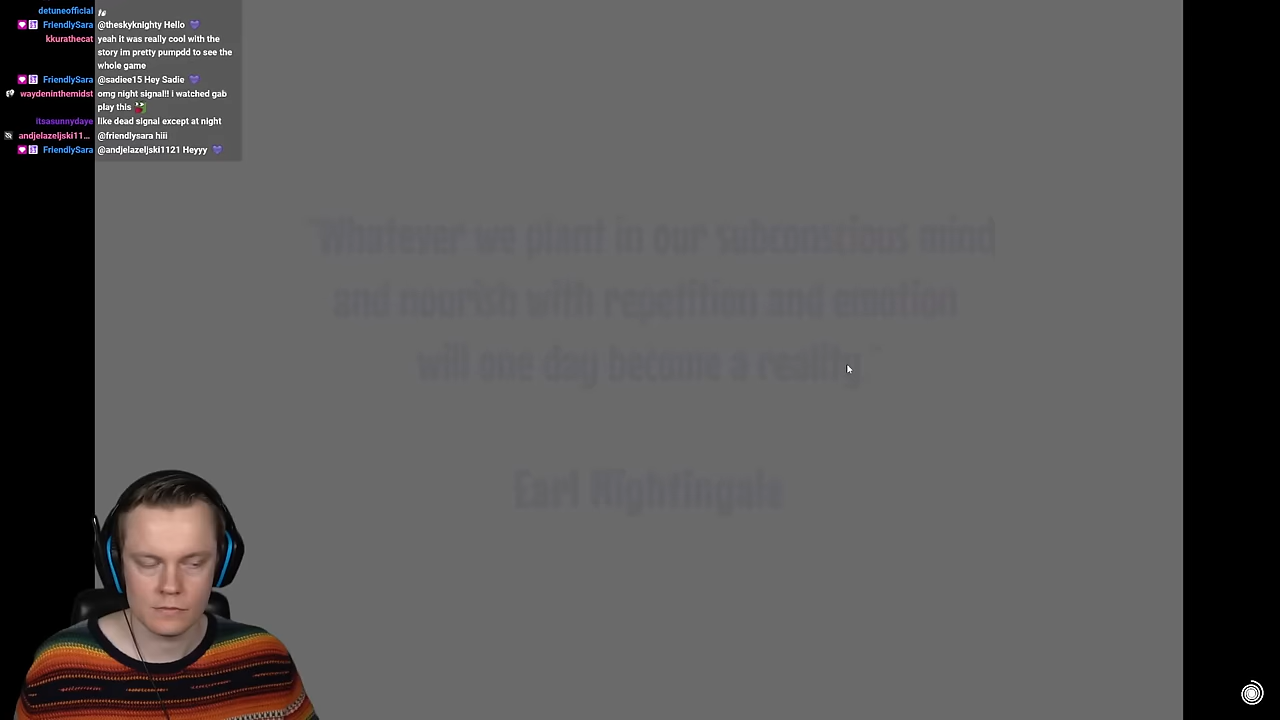 detuneofficial
FriendlySara @theskyknighty Hello 💜
kkurathecat yeah it was really cool with the
story im pretty pumpdd to see the
whole game
FriendlySara @sadiee15 Hey Sadie 💜
waydeninthemidst omg night signal!! i watched gab
play this
itsasunnydaye like dead signal except at night
andjelazeljski11... @friendlysara hiii
FriendlySara @andjelazeljski1121 Heyyy 💜
"Whatever we plant in our subconscious mind
and nourish with repetition and emotion
will one day become a reality."
Earl Nightingale